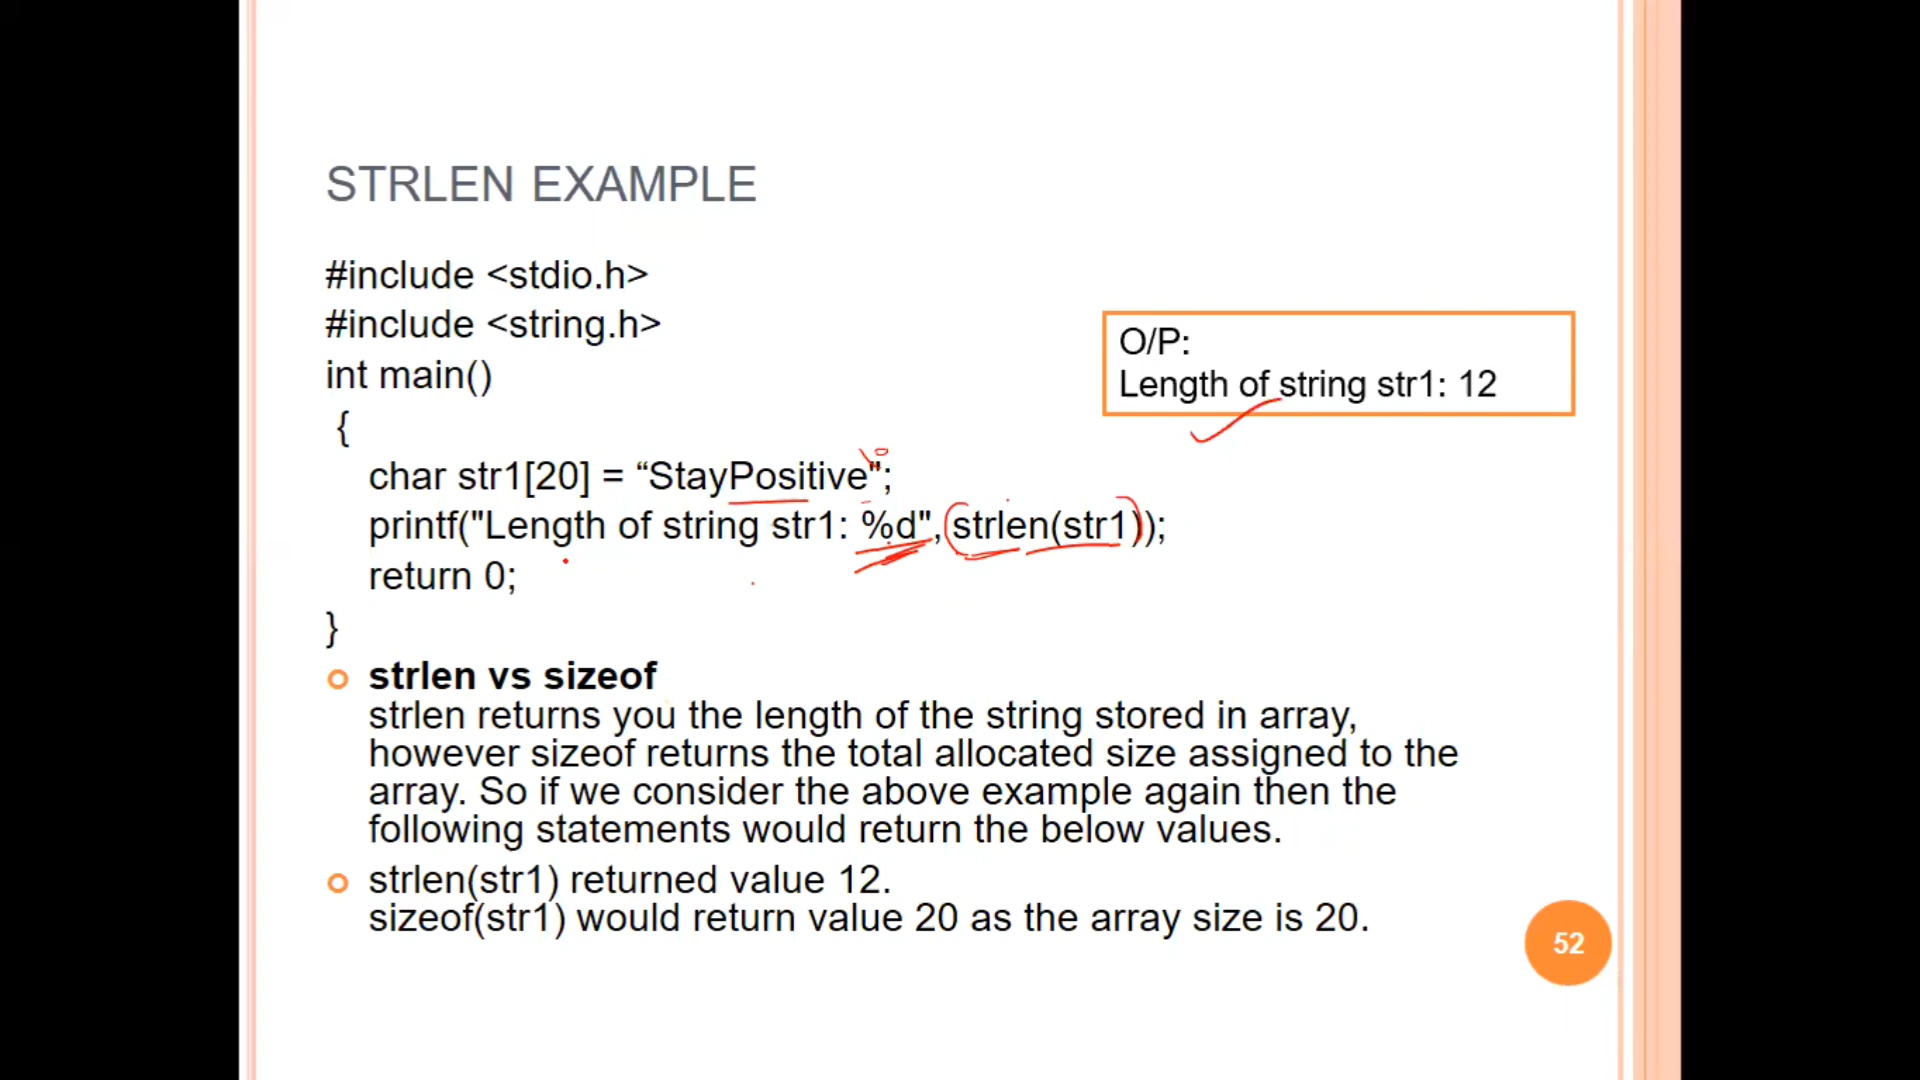 STRLEN EXAMPLE
#include <stdio.h>
#include <string.h>
int main()
{
char str1[20] = “StayPositive";
\0
printf("Length of string str1: %d", strlen(str1));
return 0;
}
O/P:
Length of string str1: 12
strlen vs sizeof
strlen returns you the length of the string stored in array,
however sizeof returns the total allocated size assigned to the
array. So if we consider the above example again then the
following statements would return the below values.
strlen(str1) returned value 12.
sizeof(str1) would return value 20 as the array size is 20.
52